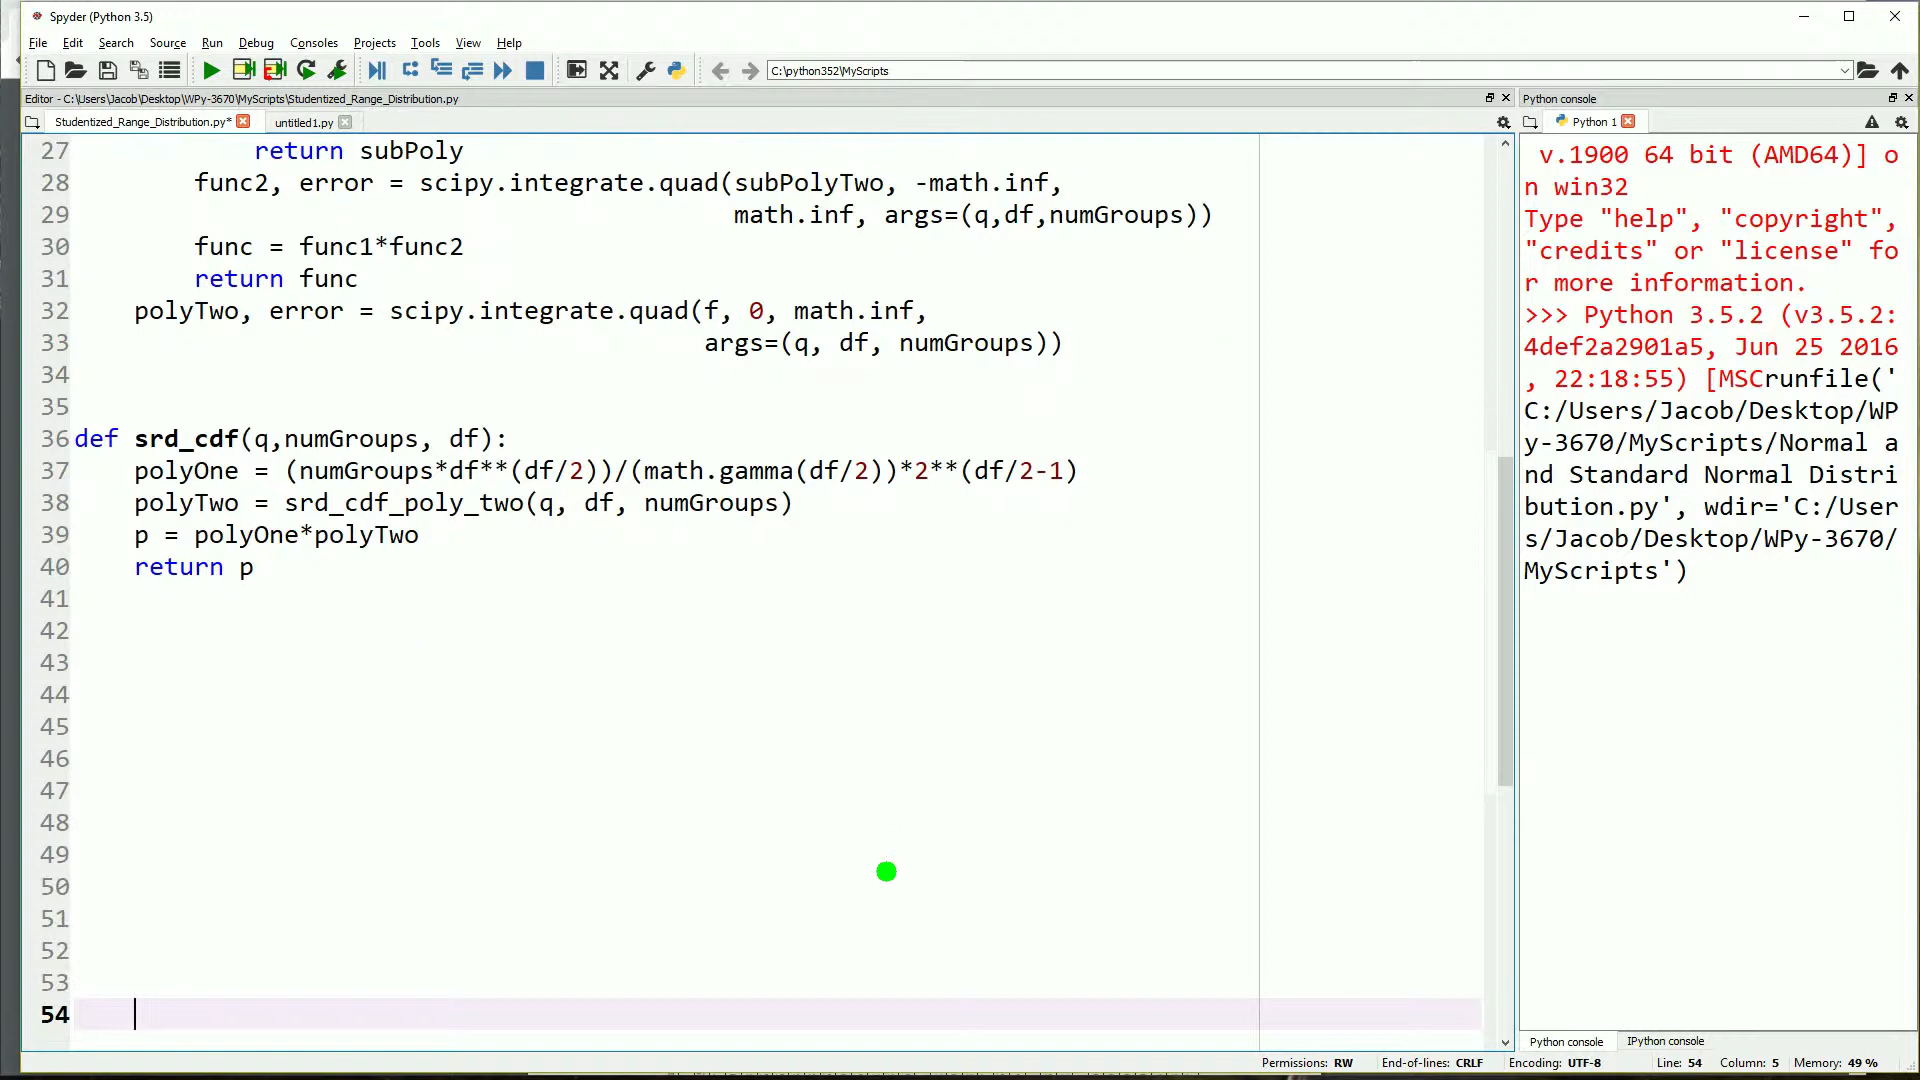 Spyder (Python 3.5)
File Edit Search Source Run Debug Consoles Projects Tools View Help
C:\python352\MyScripts
Editor - C:\Users\Jacob\Desktop\WPy-3670\MyScripts\Studentized_Range_Distribution.py
Studentized_Range_Distribution.py* untitled1.py
27 return subPoly
28 func2, error = scipy.integrate.quad(subPolyTwo, -math.inf,
29 math.inf, args=(q,df,numGroups))
30 func = func1*func2
31 return func
32 polyTwo, error = scipy.integrate.quad(f, 0, math.inf,
33 args=(q, df, numGroups))
34
35
36 def srd_cdf(q,numGroups, df):
37 polyOne = (numGroups*df**(df/2))/(math.gamma(df/2))*2**(df/2-1)
38 polyTwo = srd_cdf_poly_two(q, df, numGroups)
39 p = polyOne*polyTwo
40 return p
41
42
43
44
45
46
47
48
49
50
51
52
53
54
Python console
Python 1
v.1900 64 bit (AMD64)] o
n win32
Type "help", "copyright",
"credits" or "license" fo
r more information.
>>> Python 3.5.2 (v3.5.2:
4def2a2901a5, Jun 25 2016
, 22:18:55) [MSCrunfile('
C:/Users/Jacob/Desktop/WP
y-3670/MyScripts/Normal a
nd Standard Normal Distri
bution.py', wdir='C:/User
s/Jacob/Desktop/WPy-3670/
MyScripts')
Python console IPython console
Permissions: RW End-of-lines: CRLF Encoding: UTF-8 Line: 54 Column: 5 Memory: 49 %